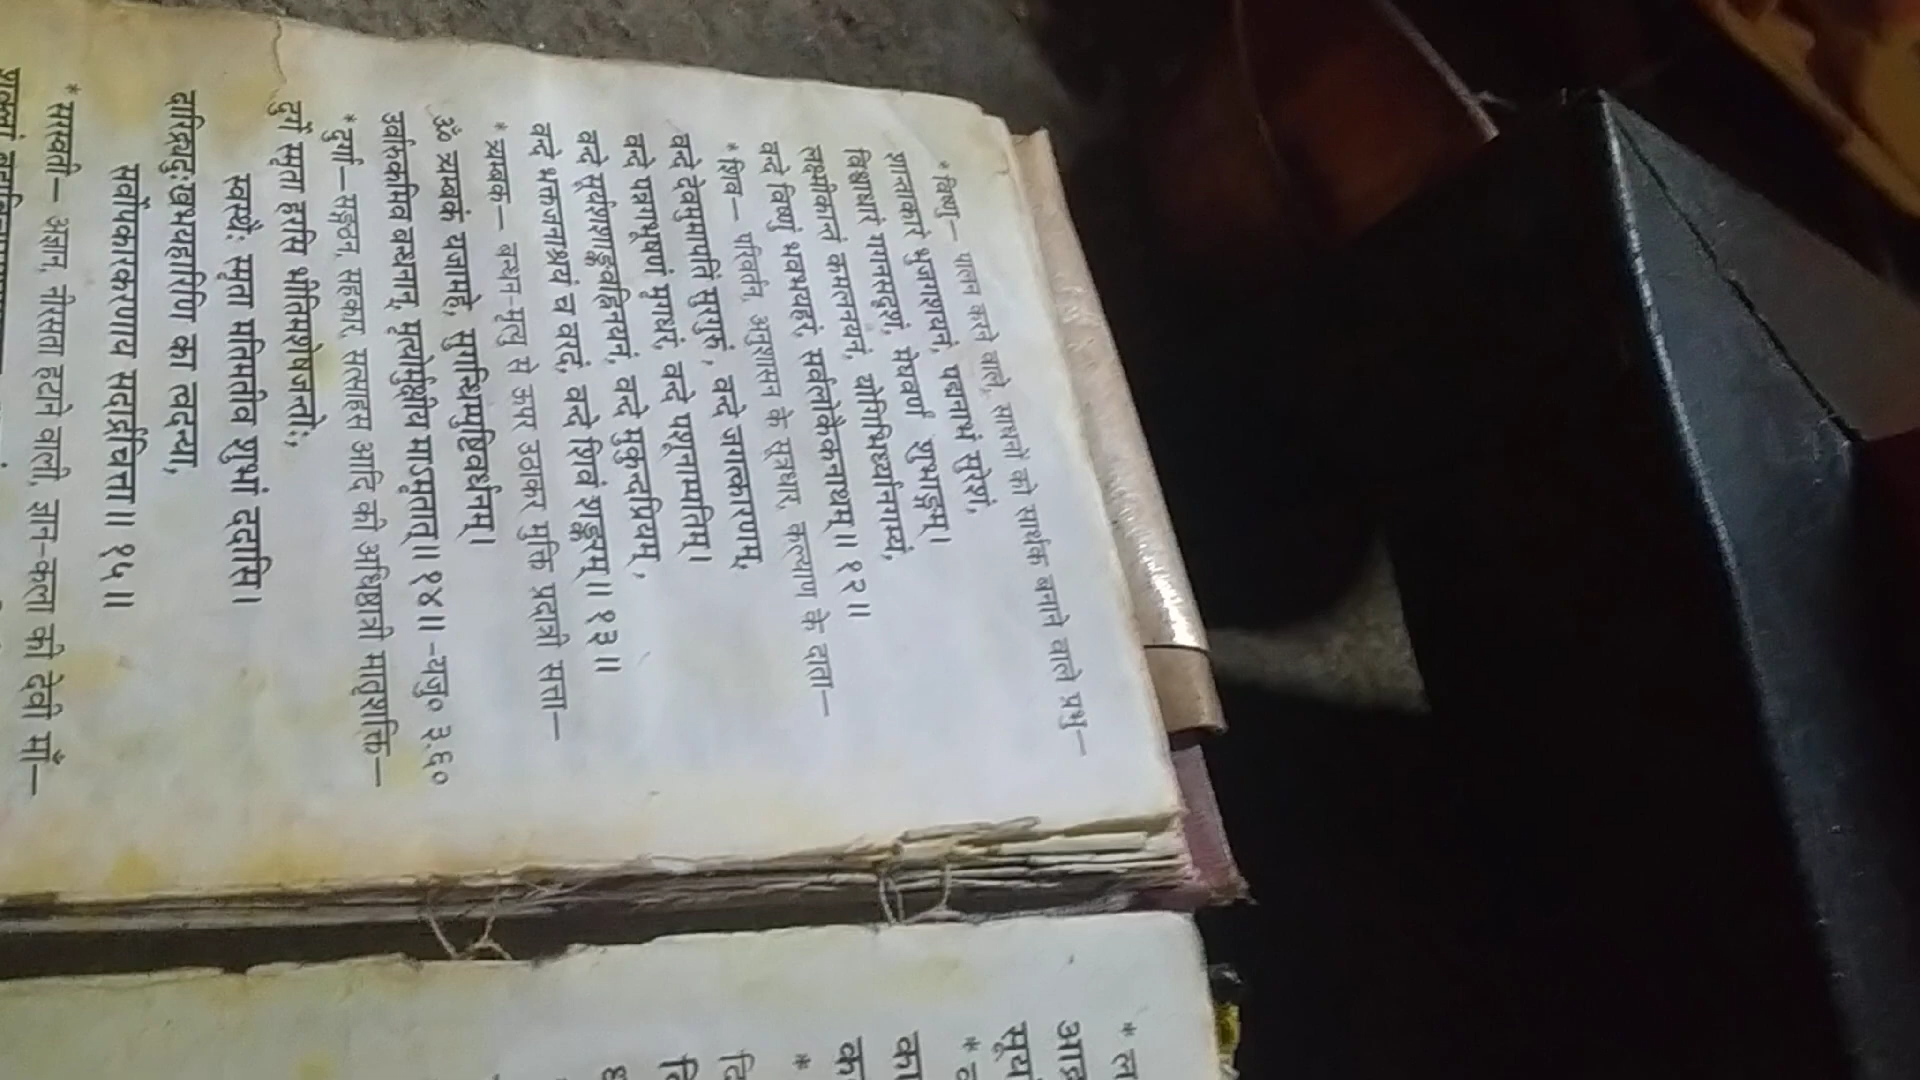 * विष्णु— पालन करने वाले, साधनों को सार्थक बनाने वाले प्रभु—
शान्ताकारं भुजगशयनं, पद्मनाभं सुरेशं,
विश्वाधारं गगनसदृशं, मेघवर्णं शुभाङ्गम्।
लक्ष्मीकान्तं कमलनयनं, योगिभिर्ध्यानगम्यं,
वन्दे विष्णुं भवभयहरं, सर्वलोकैकनाथम्॥ १२॥
* शिव— परिवर्तन, अनुशासन के सूत्रधार, कल्याण के दाता—
वन्दे देवमुमापतिं सुरगुरुं, वन्दे जगत्कारणम्,
वन्दे पन्नगभूषणं मृगधरं, वन्दे पशूनाम्पतिम्।
वन्दे सूर्यशशाङ्कवह्निनयनं, वन्दे मुकुन्दप्रियम्,
वन्दे भक्तजनाश्रयं च वरदं, वन्दे शिवं शङ्करम्॥ १३॥
* त्र्यम्बक— बन्धन-मृत्यु से ऊपर उठाकर मुक्ति प्रदात्री सत्ता—
ॐ त्र्यम्बकं यजामहे, सुगन्धिम्पुष्टिवर्धनम्।
उर्वारुकमिव बन्धनान्, मृत्योर्मुक्षीय माऽमृतात्॥ १४॥ -यजु० ३.६०
* दुर्गा— सङ्गठन, सहकार, सत्साहस आदि की अधिष्ठात्री मातृशक्ति—
दुर्गे स्मृता हरसि भीतिमशेषजन्तोः,
स्वस्थैः स्मृता मतिमतीव शुभां ददासि।
दारिद्र्यदुःखभयहारिणि का त्वदन्या,
सर्वोपकारकरणाय सदार्द्रचित्ता॥ १५॥
* सरस्वती— अज्ञान, नीरसता हटाने वाली, ज्ञान-कला की देवी माँ—
* ल
आर्
सूर्य
का
क
*